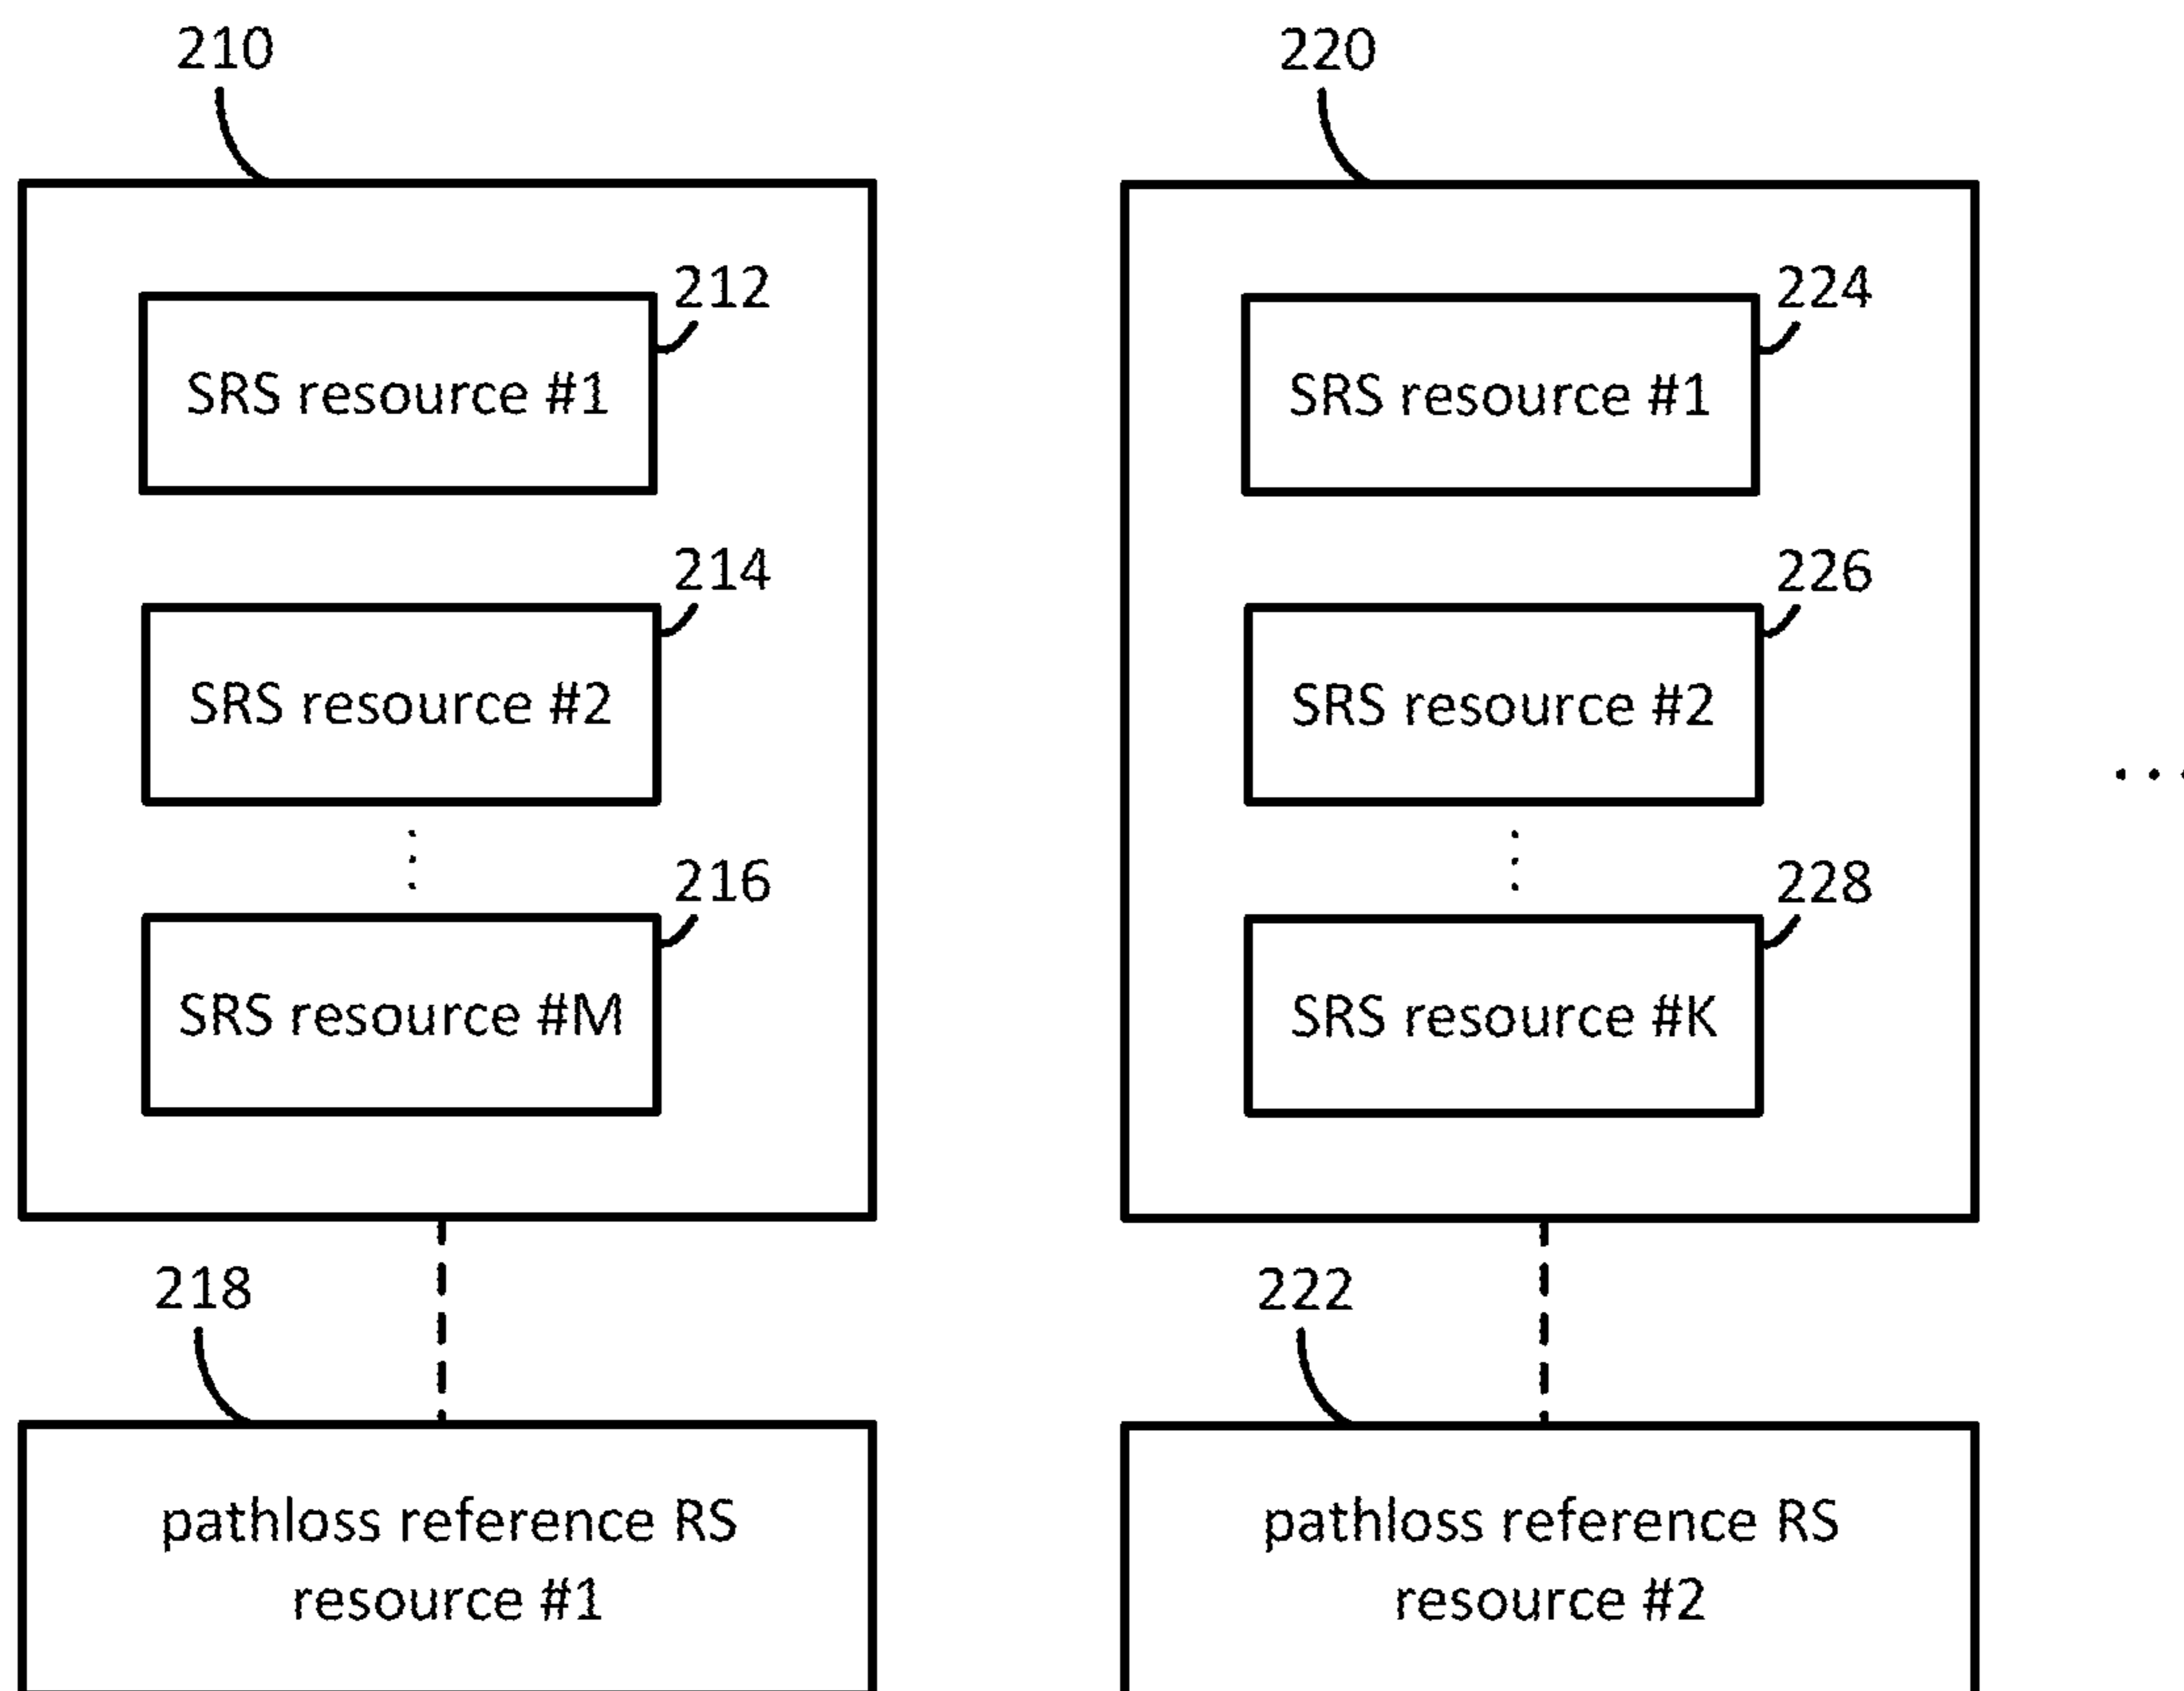 210
212
SRS resource #1
214
SRS resource #2
⋮
216
SRS resource #M
218
pathloss reference RS
resource #1
220
224
SRS resource #1
226
SRS resource #2
⋮
228
SRS resource #K
222
pathloss reference RS
resource #2
...